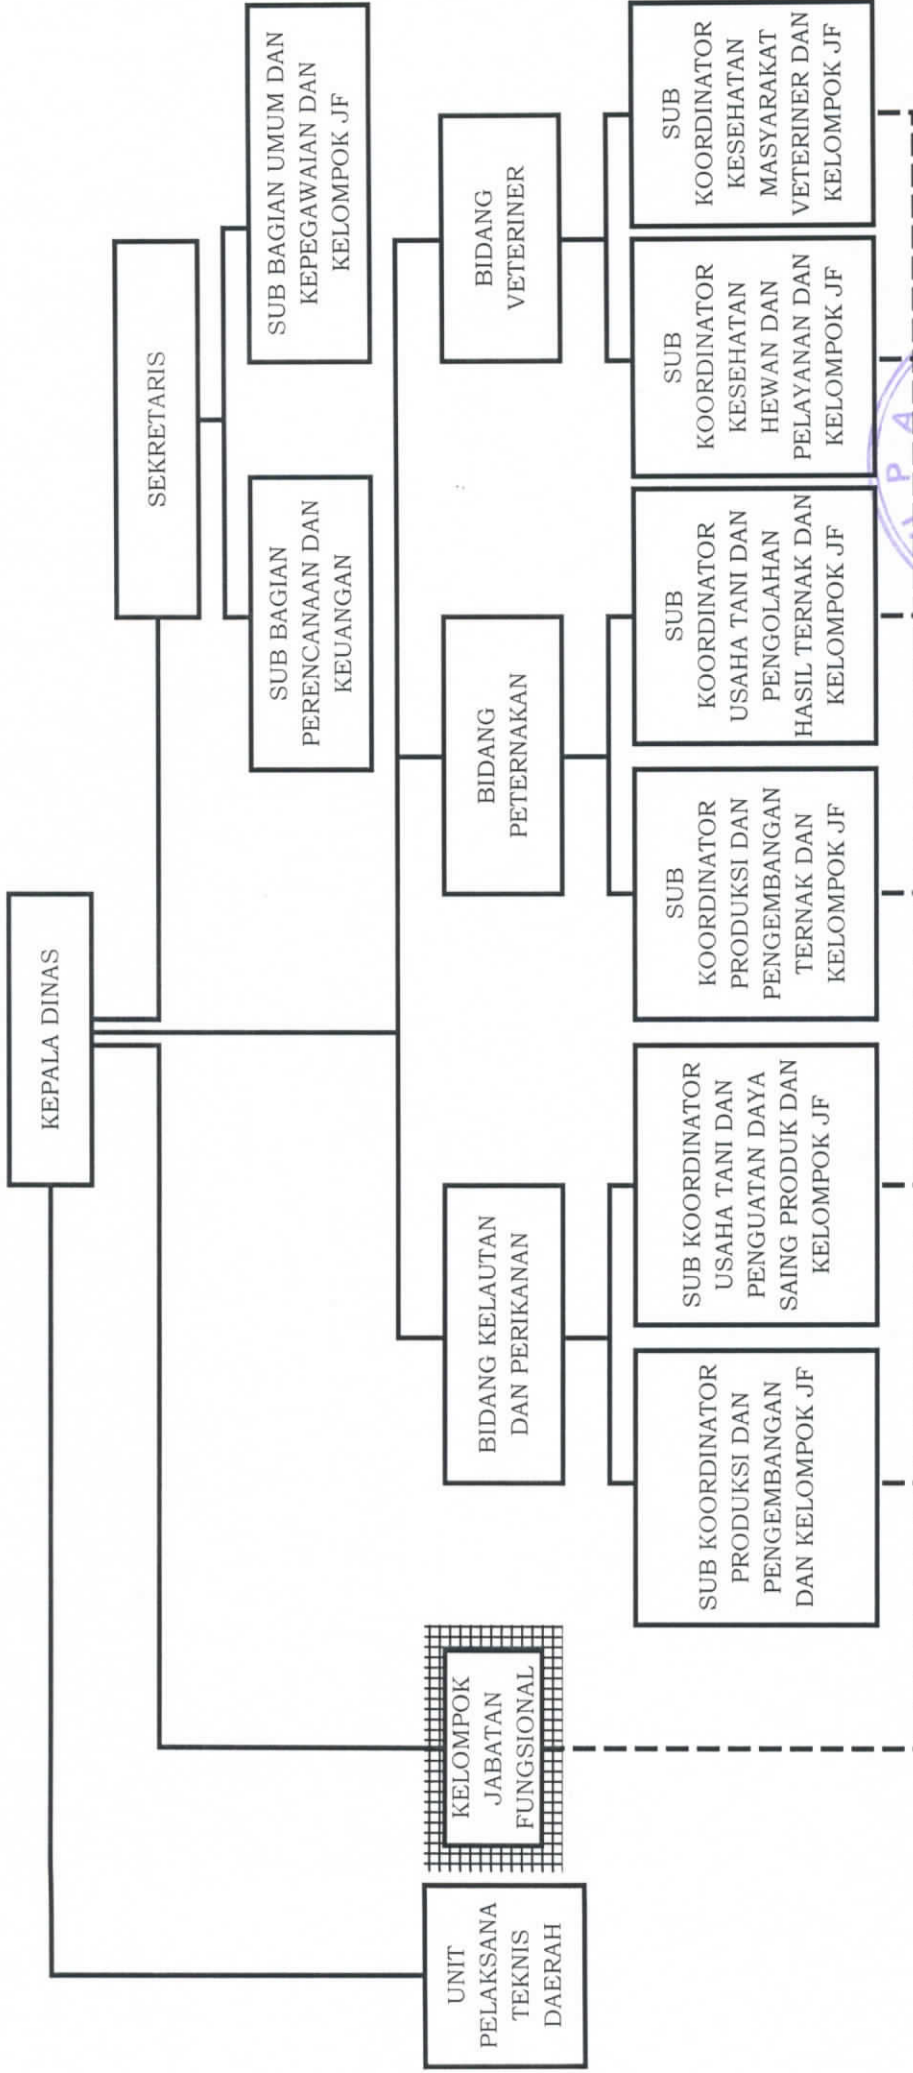 KEPALA DINAS
SEKRETARIS
SUB BAGIAN
PERENCANAAN DAN
KEUANGAN
SUB BAGIAN UMUM DAN
KEPEGAWAIAN DAN
KELOMPOK JF
UNIT
PELAKSANA
TEKNIS
DAERAH
KELOMPOK
JABATAN
FUNGSIONAL
BIDANG KELAUTAN
DAN PERIKANAN
BIDANG
PETERNAKAN
BIDANG
VETERINER
SUB KOORDINATOR
PRODUKSI DAN
PENGEMBANGAN
DAN KELOMPOK JF
SUB KOORDINATOR
USAHA TANI DAN
PENGUATAN DAYA
SAING PRODUK DAN
KELOMPOK JF
SUB
KOORDINATOR
PRODUKSI DAN
PENGEMBANGAN
TERNAK DAN
KELOMPOK JF
SUB
KOORDINATOR
USAHA TANI DAN
PENGOLAHAN
HASIL TERNAK DAN
KELOMPOK JF
SUB
KOORDINATOR
KESEHATAN
HEWAN DAN
PELAYANAN DAN
KELOMPOK JF
SUB
KOORDINATOR
KESEHATAN
MASYARAKAT
VETERINER DAN
KELOMPOK JF